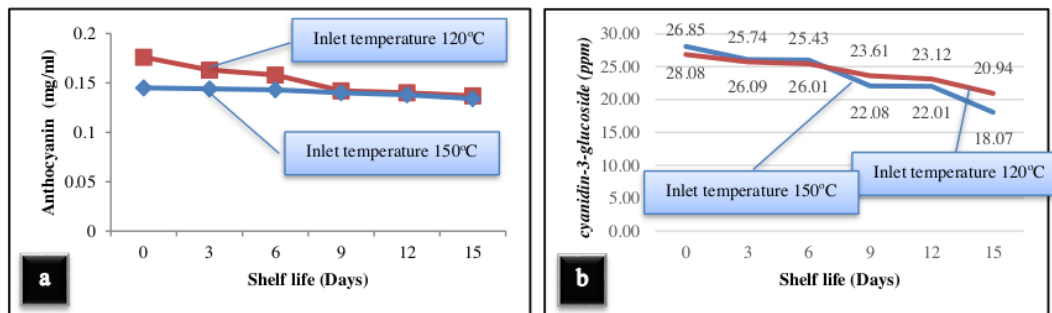 0.2
0.15
0.1
0.05
0
Anthocyanin (mg/ml)
Inlet temperature 120°C
Inlet temperature 150°C
0 3 6 9 12 15
Shelf life (Days)
a
30.00
25.00
20.00
15.00
10.00
5.00
0.00
cyanidin-3-glucoside (ppm)
Inlet temperature 120°C
26.85 25.74 25.43 23.61 23.12 20.94
28.08 26.09 26.01 22.08 22.01 18.07
Inlet temperature 150°C
Inlet temperature 120°C
0 3 6 9 12 15
Shelf life (Days)
b